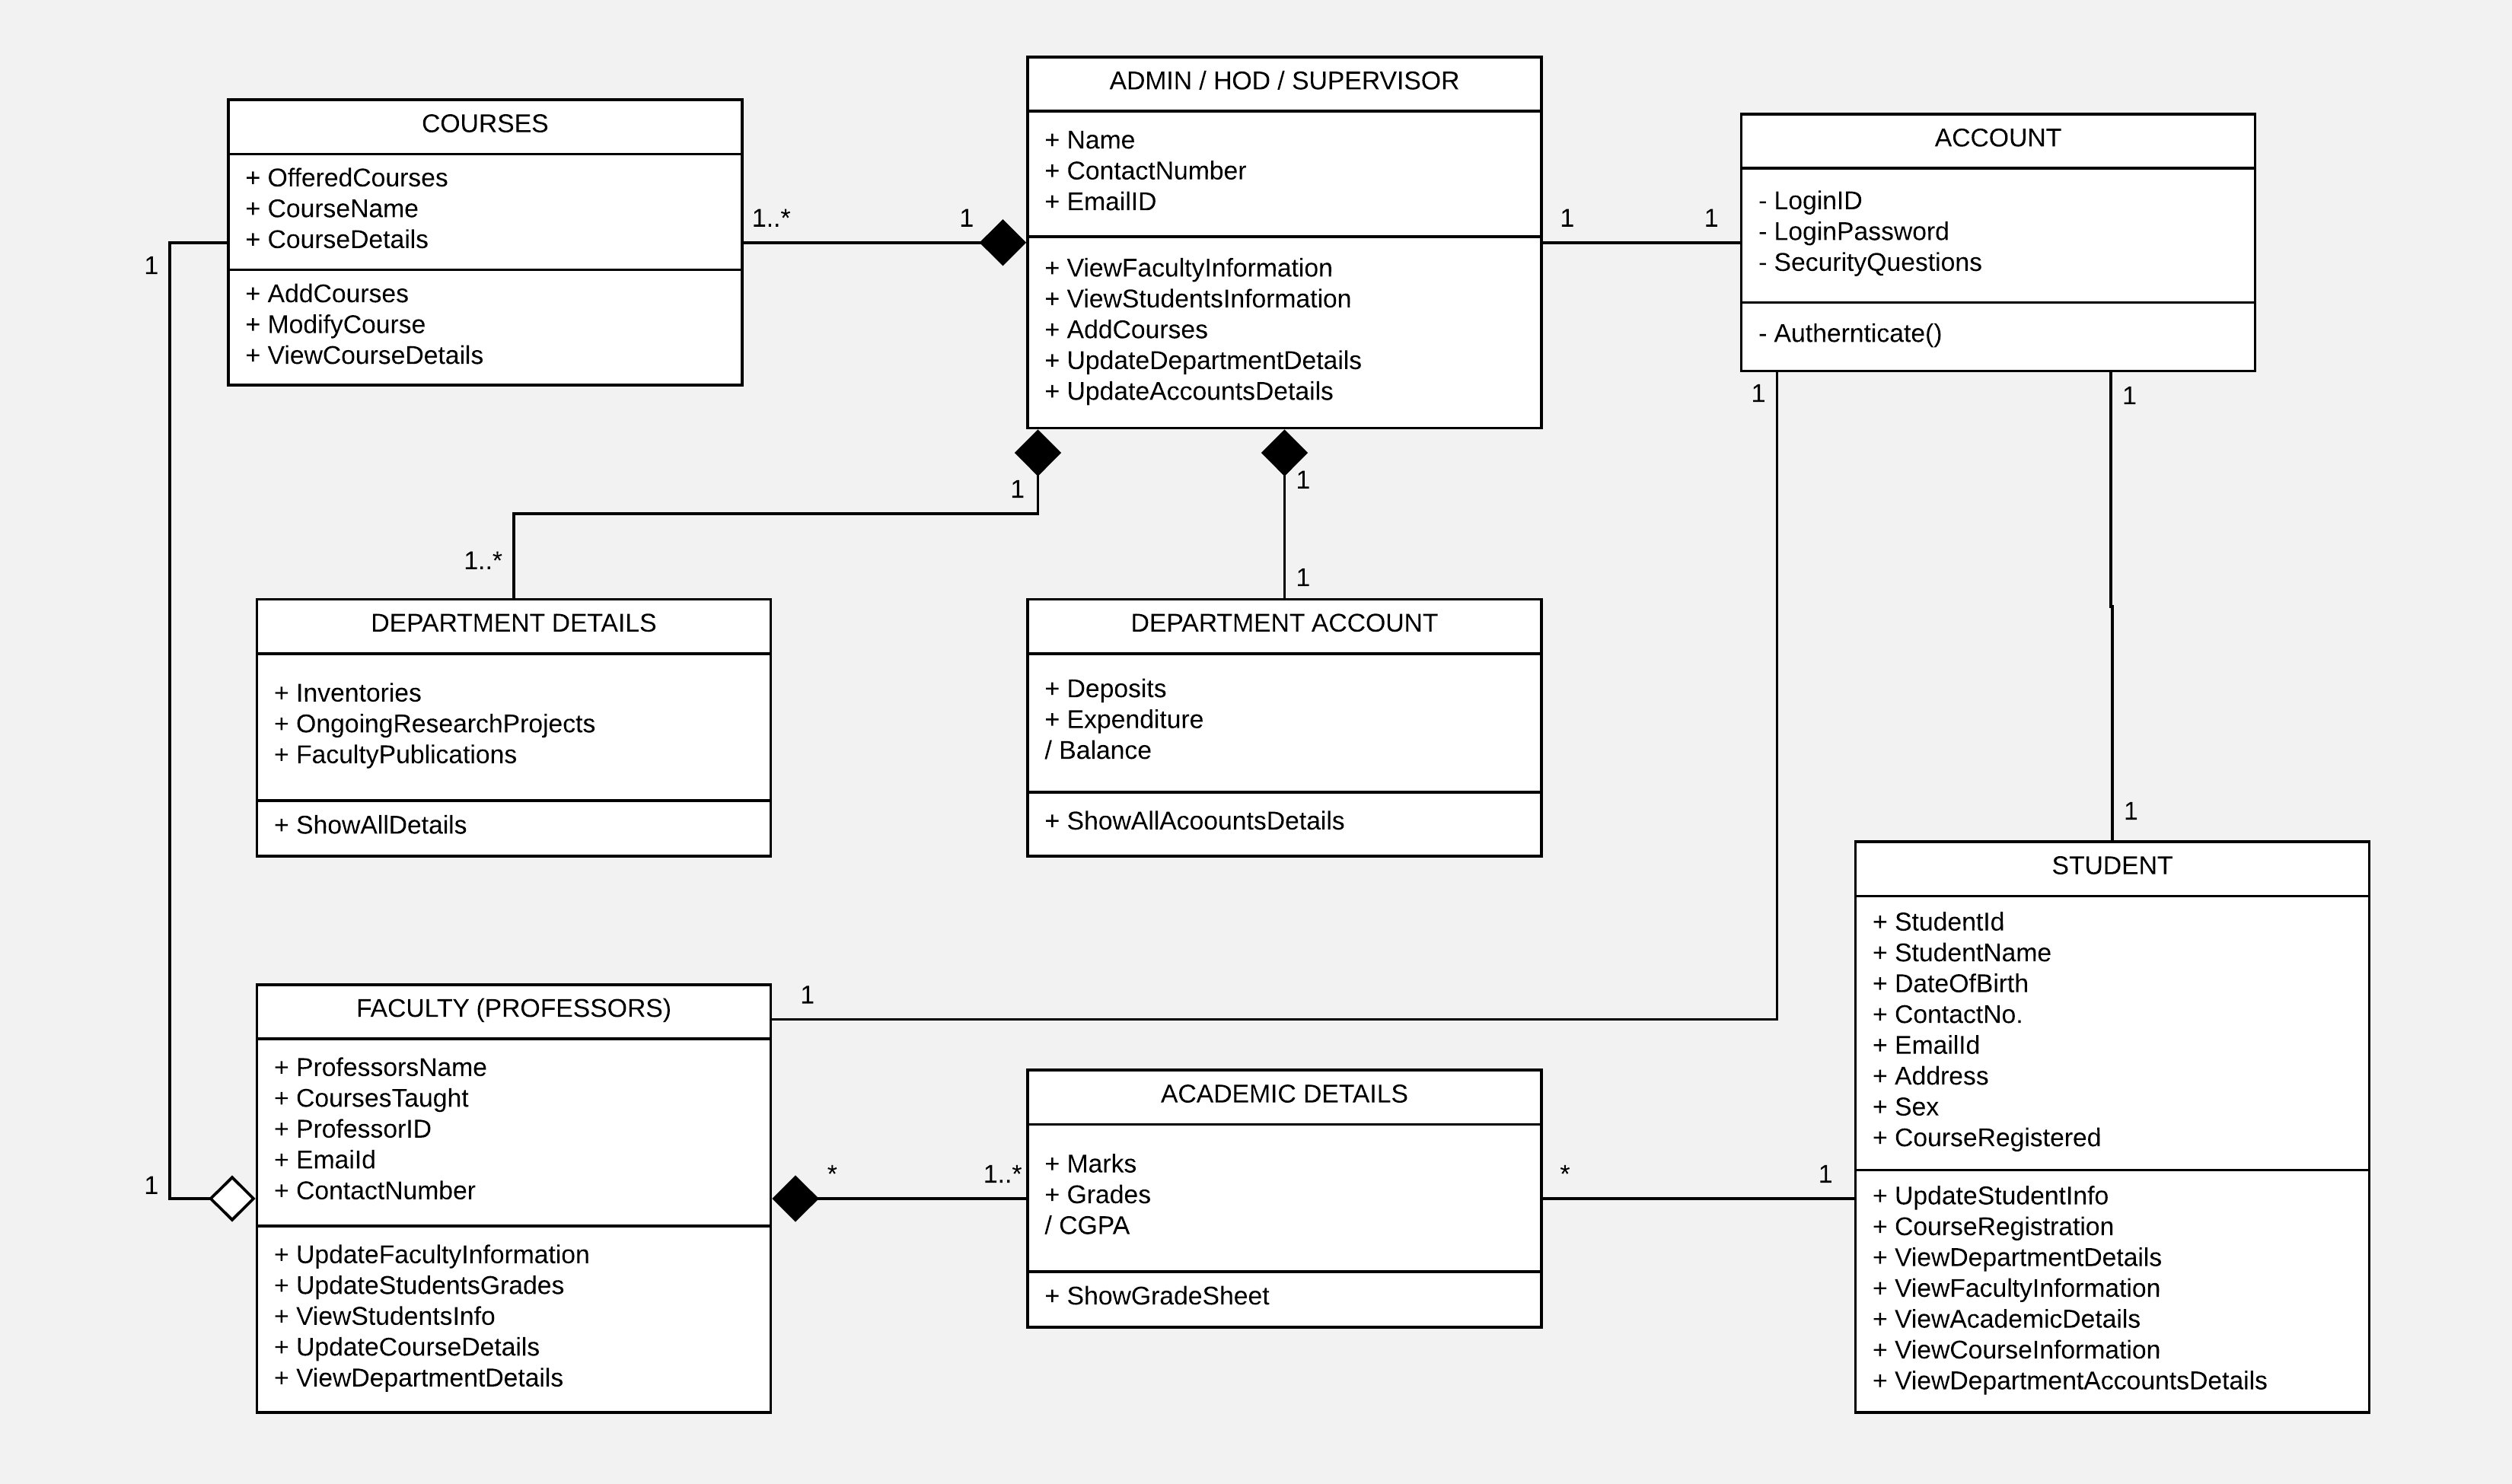 COURSES
+ OfferedCourses
+ CourseName
+ CourseDetails
+ AddCourses
+ ModifyCourse
+ ViewCourseDetails
1..*
1
1
ADMIN / HOD / SUPERVISOR
+ Name
+ ContactNumber
+ EmailID
+ ViewFacultyInformation
+ ViewStudentsInformation
+ AddCourses
+ UpdateDepartmentDetails
+ UpdateAccountsDetails
1
1
ACCOUNT
- LoginID
- LoginPassword
- SecurityQuestions
- Authernticate()
1
1
1
1
1..*
1
DEPARTMENT DETAILS
+ Inventories
+ OngoingResearchProjects
+ FacultyPublications
+ ShowAllDetails
DEPARTMENT ACCOUNT
+ Deposits
+ Expenditure
/ Balance
+ ShowAllAcoountsDetails
1
STUDENT
+ StudentId
+ StudentName
+ DateOfBirth
+ ContactNo.
+ EmailId
+ Address
+ Sex
+ CourseRegistered
+ UpdateStudentInfo
+ CourseRegistration
+ ViewDepartmentDetails
+ ViewFacultyInformation
+ ViewAcademicDetails
+ ViewCourseInformation
+ ViewDepartmentAccountsDetails
1
1
FACULTY (PROFESSORS)
+ ProfessorsName
+ CoursesTaught
+ ProfessorID
+ EmaiId
+ ContactNumber
+ UpdateFacultyInformation
+ UpdateStudentsGrades
+ ViewStudentsInfo
+ UpdateCourseDetails
+ ViewDepartmentDetails
*
1..*
ACADEMIC DETAILS
+ Marks
+ Grades
/ CGPA
+ ShowGradeSheet
*
1